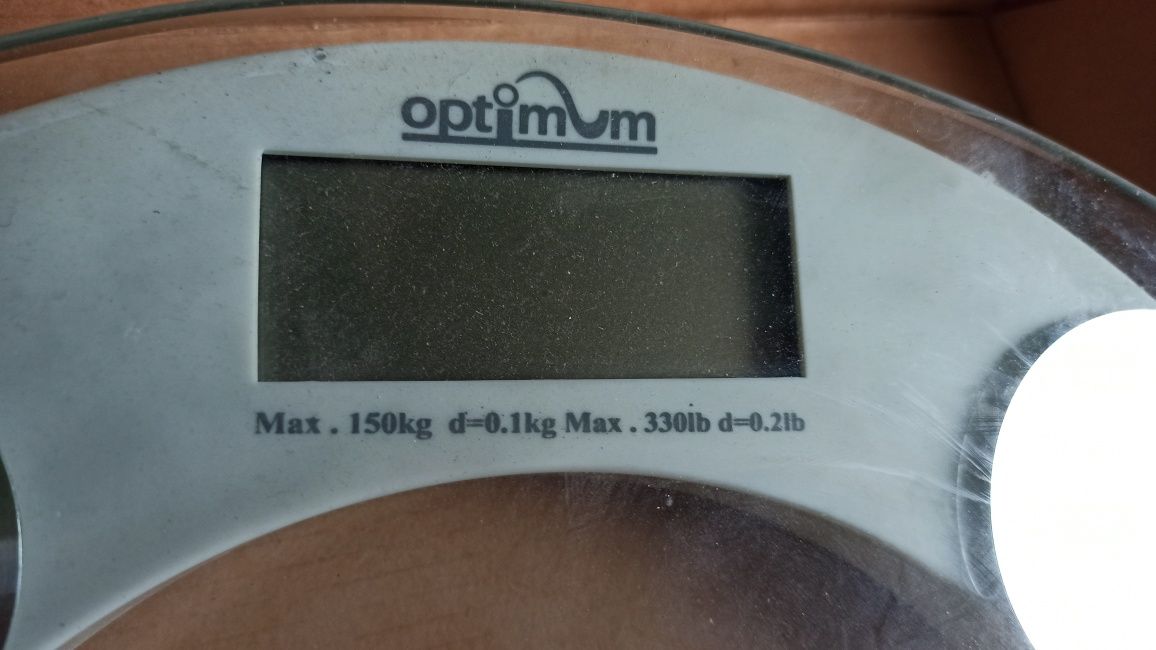 optimum
Max . 150kg d=0.1kg Max . 330lb d=0.2lb